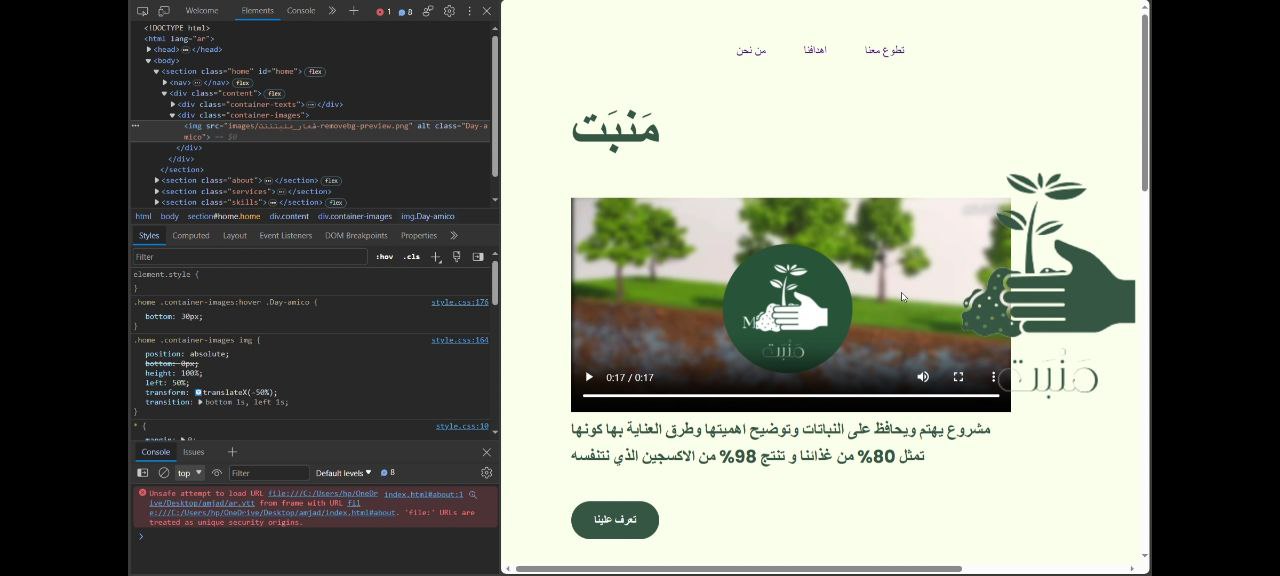 Welcome Elements Console 1 8
<!DOCTYPE html>
<html lang="ar">
<head> </head>
<body>
<section class="home" id="home"> flex
<nav> </nav> flex
<div class="content"> flex
<div class="container-texts"> </div>
<div class="container-images">
<img src="images/شعار_منبتتت-removebg-preview.png" alt class="Day-a
mico"> == $0
</div>
</div>
</section>
<section class="about"> </section> flex
<section class="services"> </section>
<section class="skills"> </section> flex
html body section#home.home div.content div.container-images img.Day-amico
Styles Computed Layout Event Listeners DOM Breakpoints Properties
Filter :hov .cls
element.style {
}
.home .container-images:hover .Day-amico { style.css:176
bottom: 30px;
}
.home .container-images img { style.css:164
position: absolute;
bottom: 0px;
height: 100%;
left: 50%;
transform: translateX(-50%);
transition: bottom 1s, left 1s;
}
* { style.css:10
margin: 0;
Console Issues
top Filter Default levels 8
Unsafe attempt to load URL file:///C:/Users/hp/OneDr index.html#about:1
ive/Desktop/amjad/ar.vtt from frame with URL fil
e:///C:/Users/hp/OneDrive/Desktop/amjad/index.html#about. 'file:' URLs are
treated as unique security origins.
تطوع معنا اهدافنا من نحن
مَنبَت
M
مَنْبَت
0:17 / 0:17
مَنْبَت
مشروع يهتم ويحافظ على النباتات وتوضيح اهميتها وطرق العناية بها كونها
تمثل 80% من غذائنا و تنتج 98% من الاكسجين الذي نتنفسه
تعرف علينا